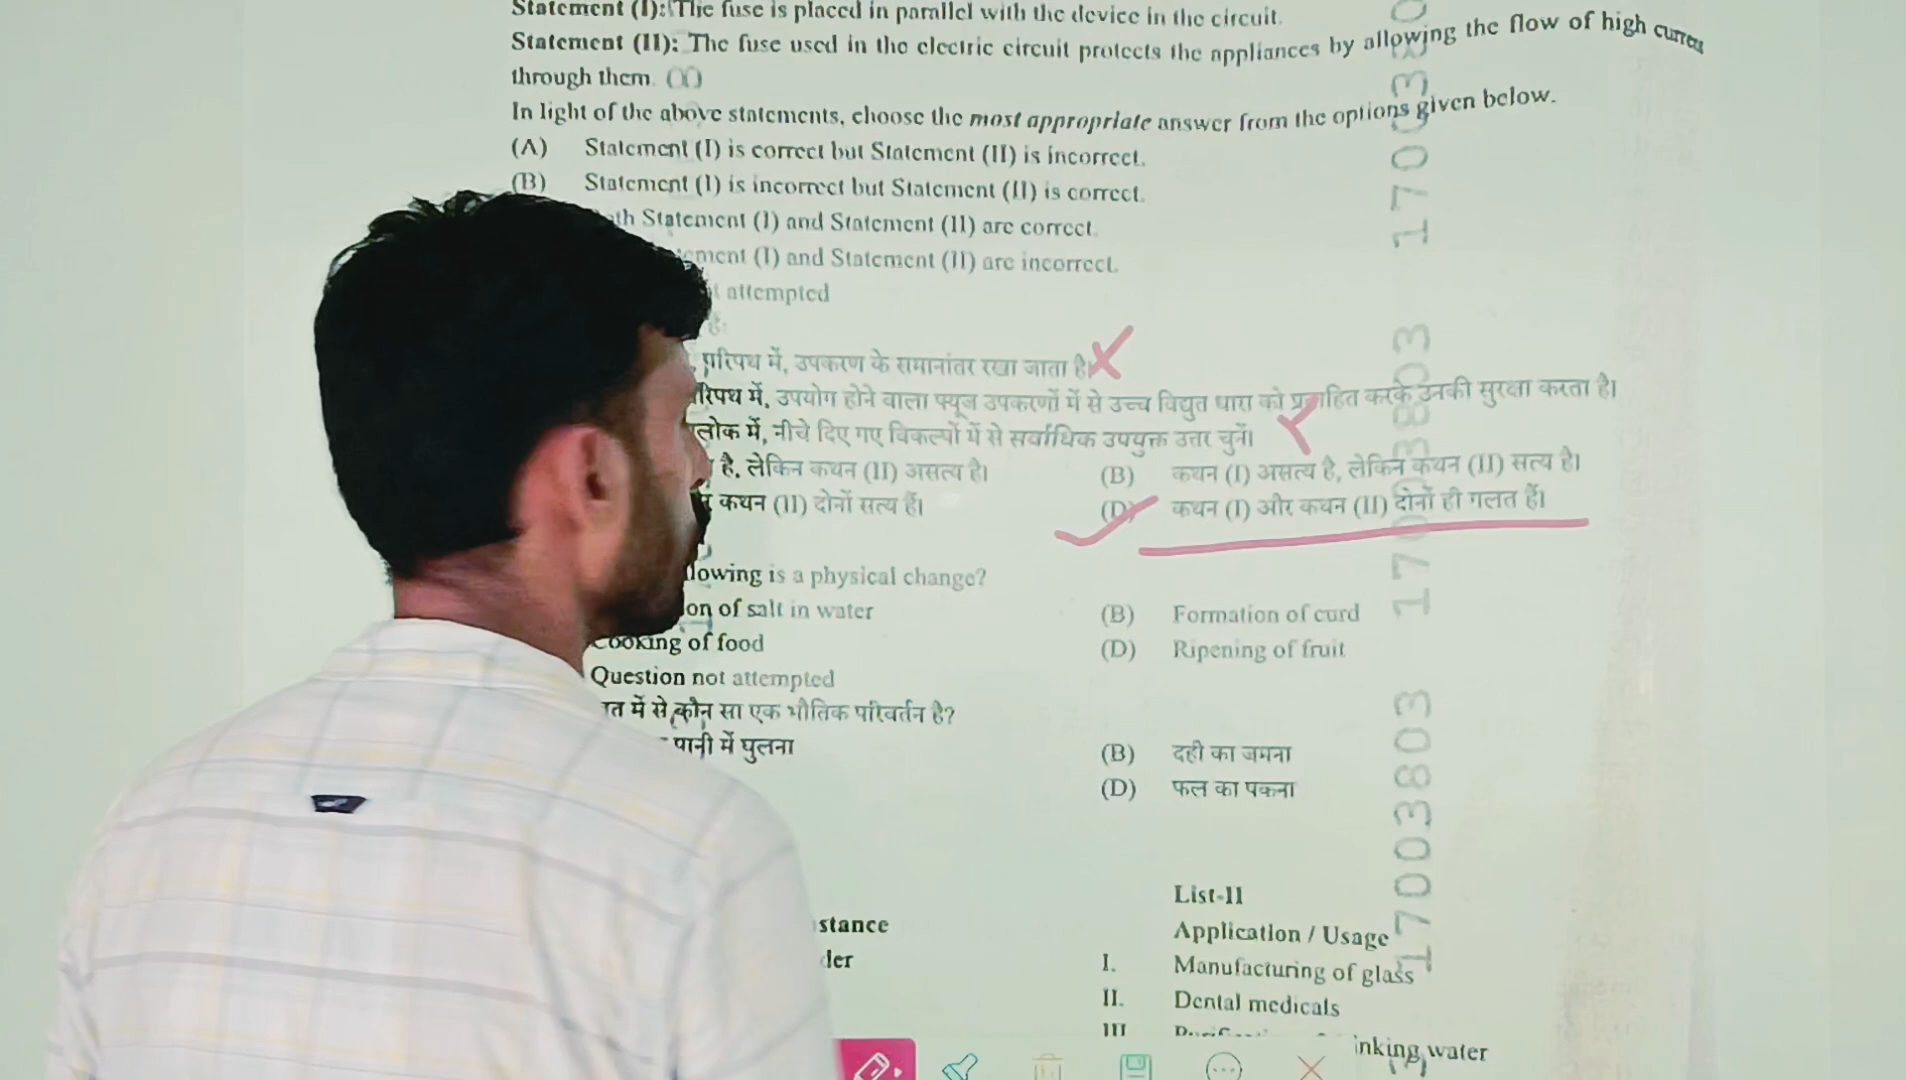 Statement (I): The fuse is placed in parallel with the device in the circuit.
Statement (II): The fuse used in the electric circuit protects the appliances by allowing the flow of high current
through them.
In light of the above statements, choose the most appropriate answer from the options given below.
(A) Statement (I) is correct but Statement (II) is incorrect.
(B) Statement (I) is incorrect but Statement (II) is correct.
th Statement (I) and Statement (II) are correct.
ement (I) and Statement (II) are incorrect.
attempted
परिपथ में, उपकरण के समानांतर रखा जाता है।
रिपथ में, उपयोग होने वाला फ्यूज उपकरणों में से उच्च विद्युत धारा को प्रवाहित करके उनकी सुरक्षा करता है।
लोक में, नीचे दिए गए विकल्पों में से सर्वाधिक उपयुक्त उत्तर चुनें।
है, लेकिन कथन (II) असत्य है। (B) कथन (I) असत्य है, लेकिन कथन (II) सत्य है।
कथन (II) दोनों सत्य हैं। (D) कथन (I) और कथन (II) दोनों ही गलत हैं।
lowing is a physical change?
on of salt in water (B) Formation of curd
Cooking of food (D) Ripening of fruit
Question not attempted
त में से कौन सा एक भौतिक परिवर्तन है?
पानी में घुलना (B) दही का जमना
(D) फल का पकना
List-II
stance Application / Usage
der I. Manufacturing of glass
II. Dental medicals
III
inking water
17003803
17003803